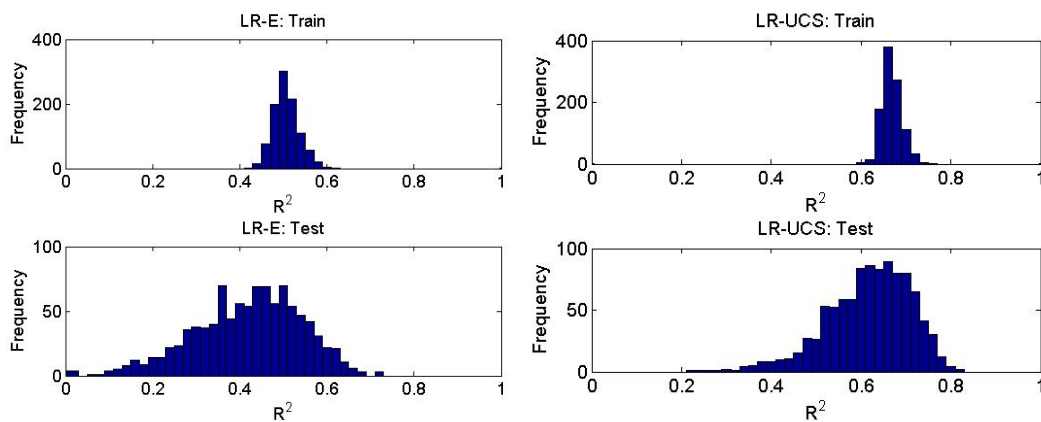 LR-E: Train
400
200
0
Frequency
0 0.2 0.4 0.6 0.8 1
R²
LR-UCS: Train
400
200
0
Frequency
0 0.2 0.4 0.6 0.8 1
R²
LR-E: Test
100
50
0
Frequency
0 0.2 0.4 0.6 0.8 1
R²
LR-UCS: Test
100
50
0
Frequency
0 0.2 0.4 0.6 0.8 1
R²